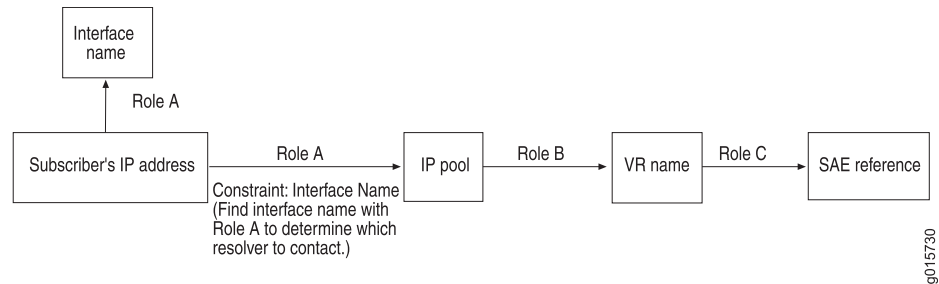 Interface
name
Role A
Subscriber's IP address
Role A
Constraint: Interface Name
(Find interface name with
Role A to determine which
resolver to contact.)
IP pool
Role B
VR name
Role C
SAE reference
g015730